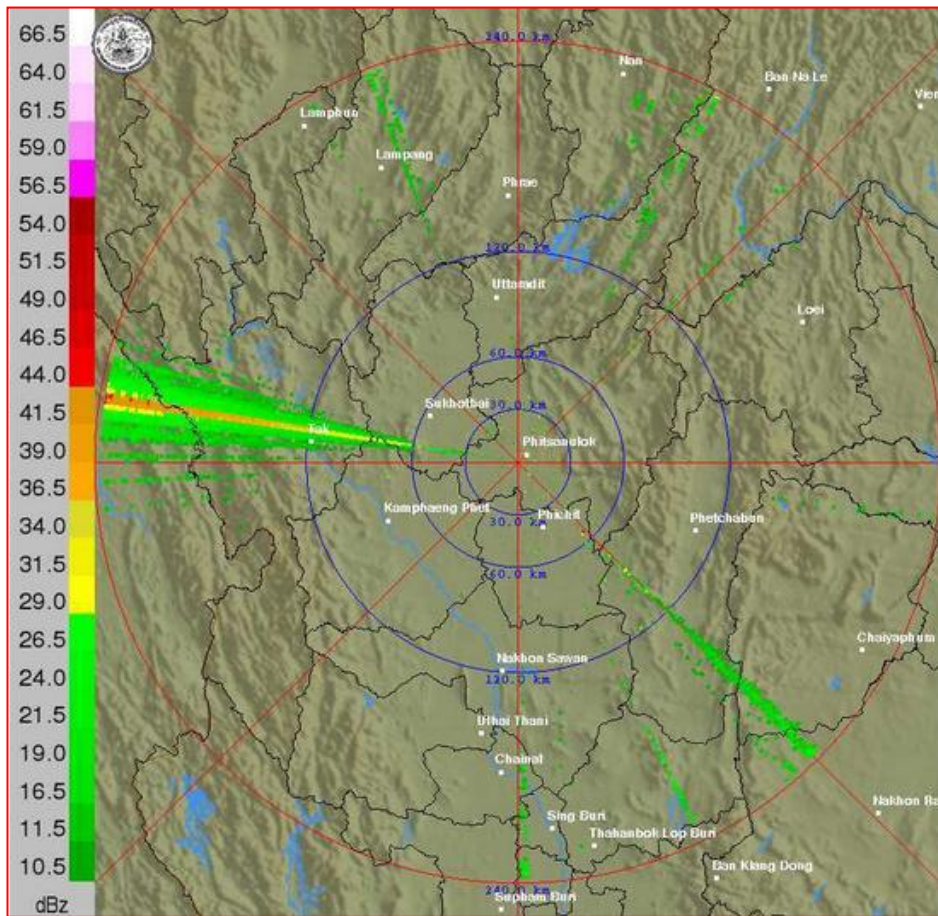 66.5
64.0
61.5
59.0
56.5
54.0
51.5
49.0
46.5
44.0
41.5
39.0
36.5
34.0
31.5
29.0
26.5
24.0
21.5
19.0
16.5
11.5
10.5
dBz
240.0 km
Nan
Ban Na Le
Lamphun
Lampang
Phrae
120.0 km
Uttaradit
Loei
60.0 km
30.0 km
Sukhothai
Tak
Phitsanulok
Kamphaeng Phet
Phichit
30.0 km
Phetchabun
60.0 km
Chaiyaphum
Nakhon Sawan
120.0 km
Uthai Thani
Chainat
Sing Buri
Nakhon Ra
Thahanbok Lop Buri
Ban Klang Dong
240.0 km
Suphan Buri